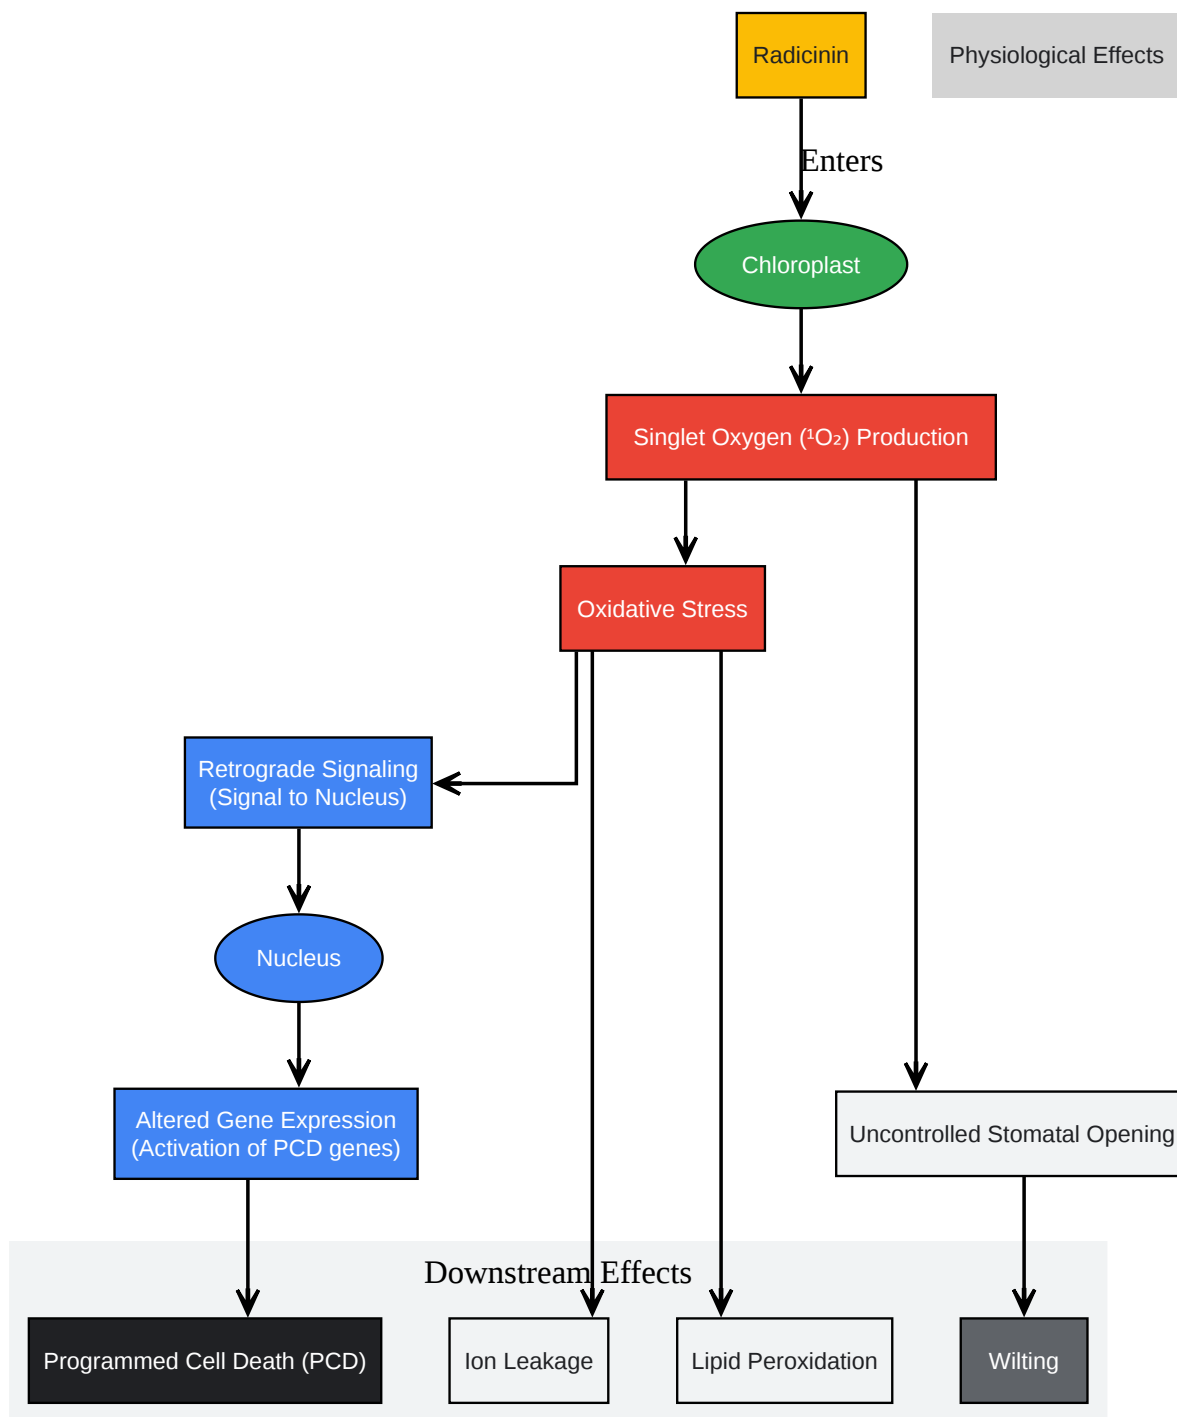 Radicinin
Physiological Effects
Enters
Chloroplast
Singlet Oxygen (¹O₂) Production
Oxidative Stress
Retrograde Signaling
(Signal to Nucleus)
Nucleus
Altered Gene Expression
(Activation of PCD genes)
Uncontrolled Stomatal Opening
Downstream Effects
Programmed Cell Death (PCD)
Ion Leakage
Lipid Peroxidation
Wilting